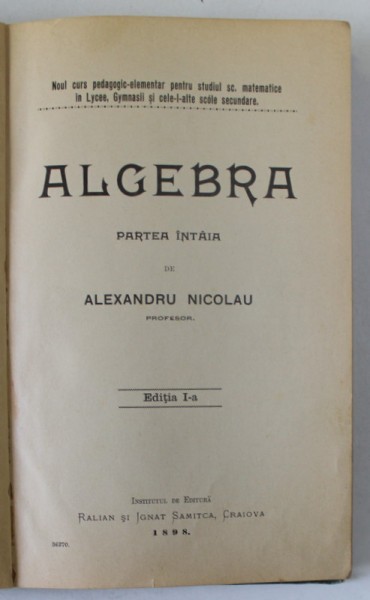 Noul curs pedagogic-elementar pentru studiul sc. matematice
în Lycee, Gymnasii și cele-l-alte scóle secundare.
ALGEBRA
PARTEA ÎNTÂIA
DE
ALEXANDRU NICOLAU
PROFESOR.
Ediția I-a
INSTITUTUL DE EDITURĂ
RALIAN ȘI IGNAT SAMITCA, CRAIOVA
1898.